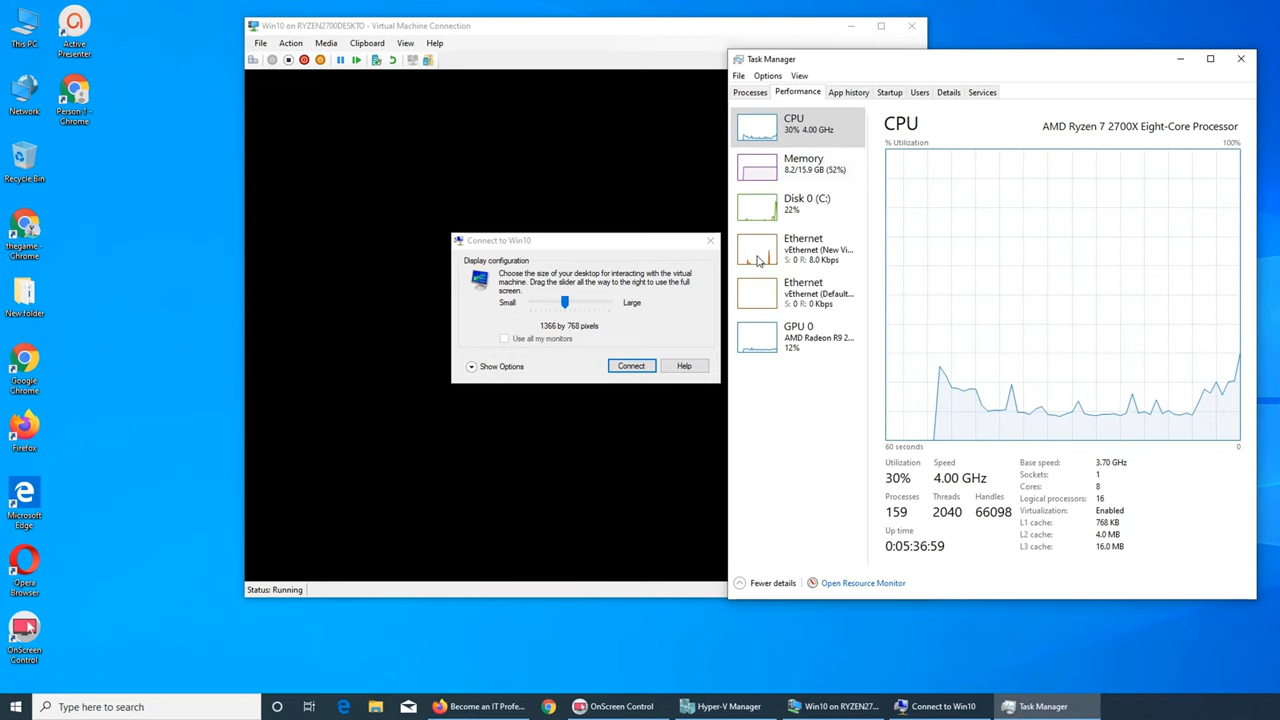 This PC
Active
Presenter
Network
Person 1 -
Chrome
Recycle Bin
thegame -
Chrome
New folder
Google
Chrome
Firefox
Microsoft
Edge
Opera
Browser
OnScreen
Control
Win10 on RYZEN2700DESKTO - Virtual Machine Connection
File Action Media Clipboard View Help
Status: Running
Connect to Win10
Display configuration
Choose the size of your desktop for interacting with the virtual
machine. Drag the slider all the way to the right to use the full
screen.
Small Large
1366 by 768 pixels
Use all my monitors
Show Options Connect Help
Task Manager
File Options View
Processes Performance App history Startup Users Details Services
CPU
30% 4.00 GHz
Memory
8.2/15.9 GB (52%)
Disk 0 (C:)
22%
Ethernet
vEthernet (New Vi...
S: 0 R: 8.0 Kbps
Ethernet
vEthernet (Default...
S: 0 R: 0 Kbps
GPU 0
AMD Radeon R9 2...
12%
CPU AMD Ryzen 7 2700X Eight-Core Processor
% Utilization 100%
60 seconds 0
Utilization Speed
30% 4.00 GHz
Processes Threads Handles
159 2040 66098
Up time
0:05:36:59
Base speed: 3.70 GHz
Sockets: 1
Cores: 8
Logical processors: 16
Virtualization: Enabled
L1 cache: 768 KB
L2 cache: 4.0 MB
L3 cache: 16.0 MB
Fewer details Open Resource Monitor
Type here to search
Become an IT Profe...
OnScreen Control
Hyper-V Manager
Win10 on RYZEN27...
Connect to Win10
Task Manager